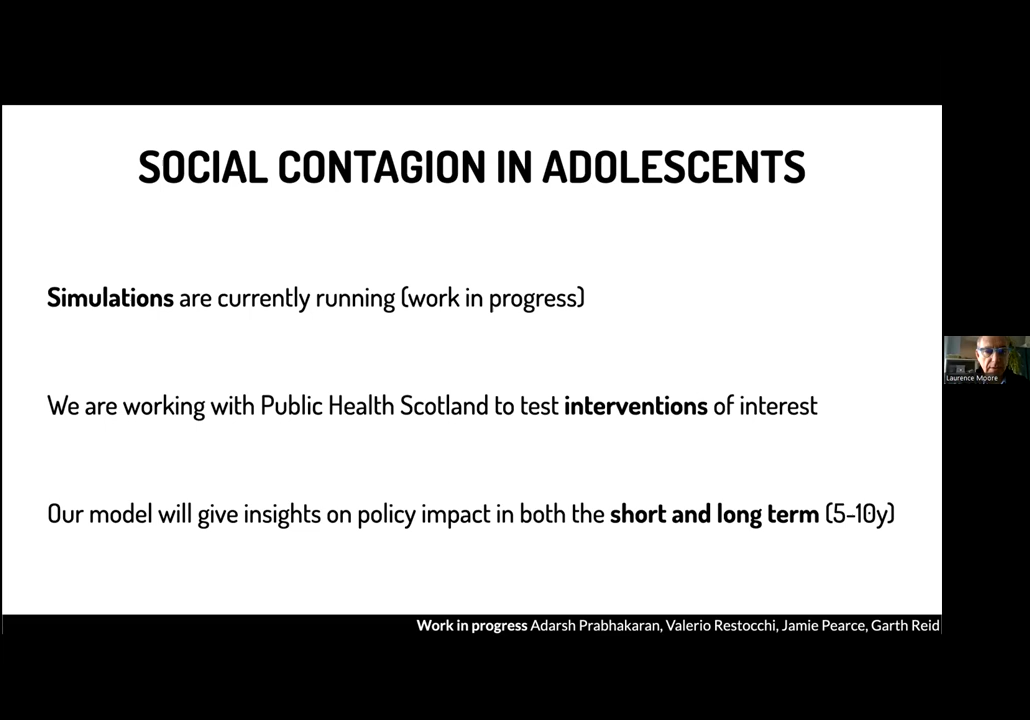 SOCIAL CONTAGION IN ADOLESCENTS
Simulations are currently running (work in progress)
We are working with Public Health Scotland to test interventions of interest
Our model will give insights on policy impact in both the short and long term (5-10y)
Work in progress Adarsh Prabhakaran, Valerio Restocchi, Jamie Pearce, Garth Reid
Laurence Moore